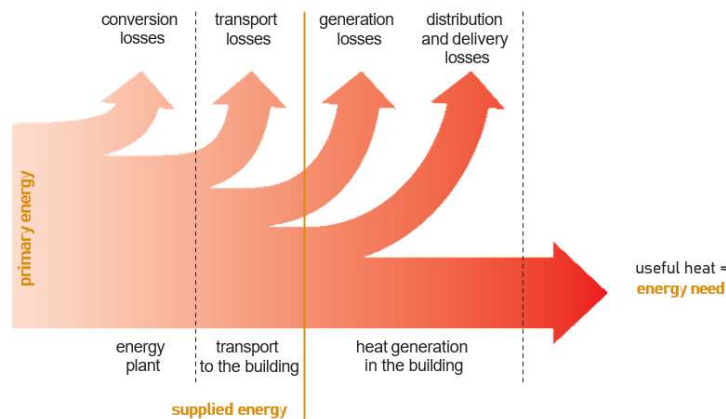 conversion
losses
transport
losses
generation
losses
distribution
and delivery
losses
primary energy
useful heat =
energy need
energy
plant
transport
to the building
heat generation
in the building
supplied energy